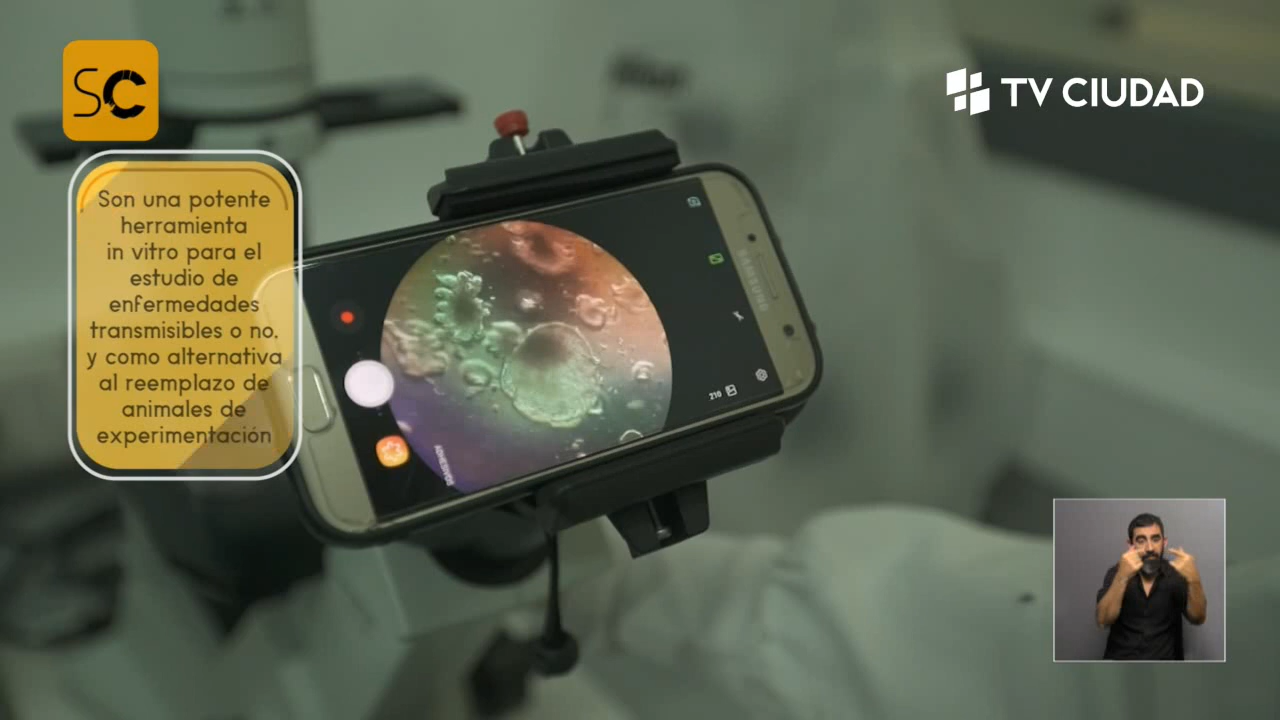 SC
TV CIUDAD
Son una potente
herramienta
in vitro para el
estudio de
enfermedades
transmisibles o no,
y como alternativa
al reemplazo de
animales de
experimentación
SAMSUNG
210